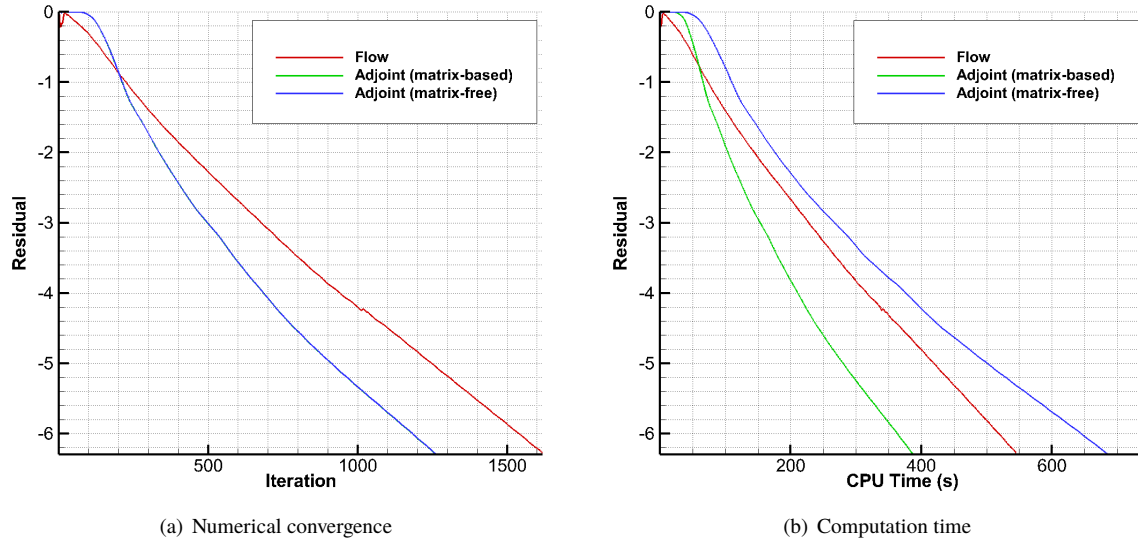 0
-1
-2
-3
-4
-5
-6
Residual
Flow
Adjoint (matrix-based)
Adjoint (matrix-free)
500
1000
1500
Iteration
(a) Numerical convergence
0
-1
-2
-3
-4
-5
-6
Residual
Flow
Adjoint (matrix-based)
Adjoint (matrix-free)
200
400
600
CPU Time (s)
(b) Computation time